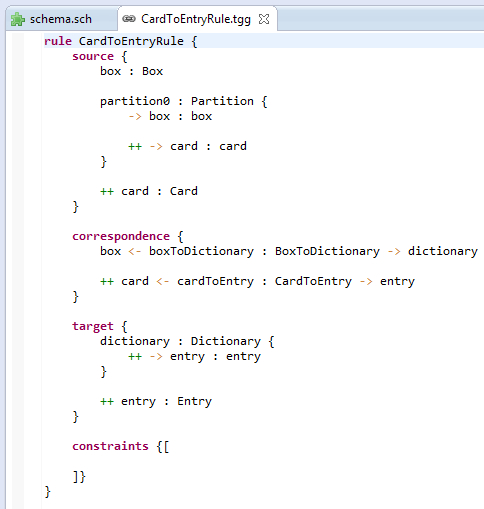 schema.sch CardToEntryRule.tgg
rule CardToEntryRule {
source {
box : Box
partition0 : Partition {
-> box : box
++ -> card : card
}
++ card : Card
}
correspondence {
box <- boxToDictionary : BoxToDictionary -> dictionary
++ card <- cardToEntry : CardToEntry -> entry
}
target {
dictionary : Dictionary {
++ -> entry : entry
}
++ entry : Entry
}
constraints {[
]}
}